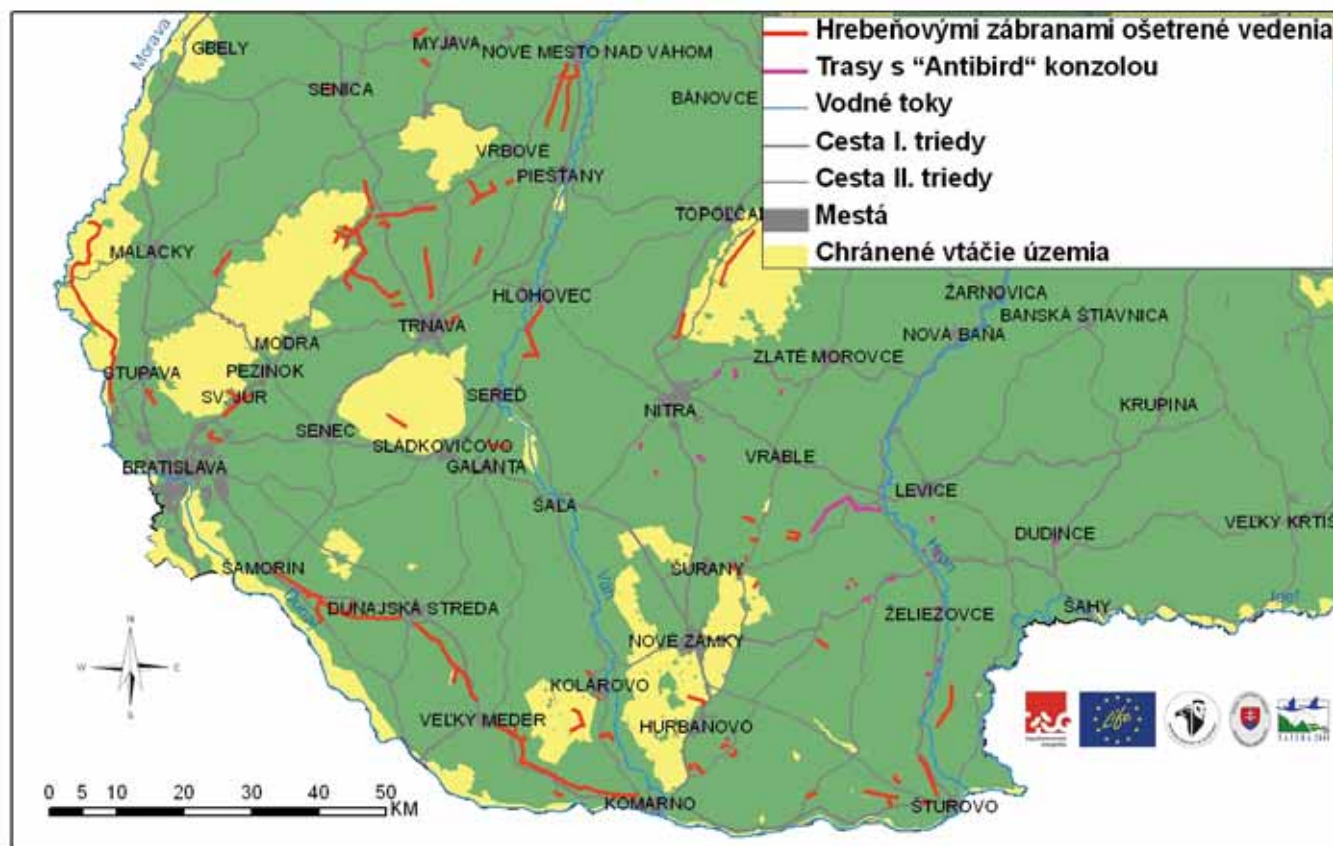 Hrebeňovými zábranami ošetrené vedenia
Trasy s "Antibird" konzolou
Vodné toky
Cesta I. triedy
Cesta II. triedy
Mestá
Chránené vtáčie územia
Morava
GBELY
MYJAVA
NOVÉ MESTO NAD VÁHOM
SENICA
BÁNOVCE
VRBOVÉ
PIEŠŤANY
TOPOĽČA
MALACKY
HLOHOVEC
ŽARNOVICA
BANSKÁ ŠTIAVNICA
TRNAVA
NOVÁ BAŇA
MODRA
ZLATÉ MORAVCE
STUPAVA
PEZINOK
SV. JUR
SEREĎ
NITRA
KRUPINA
SENEC
SLÁDKOVIČOVO
GALANTA
VRÁBLE
BRATISLAVA
LEVICE
ŠAĽA
DUDINCE
VEĽKÝ KRTÍŠ
Hron
ŠAMORÍN
ŠURANY
Dunaj
Váh
DUNAJSKÁ STREDA
ŽELIEZOVCE
ŠAHY
Ipeľ
NOVÉ ZÁMKY
N
W E
S
KOLÁROVO
VEĽKÝ MEDER
HURBANOVO
Life
0 5 10 20 30 40 50
KM
KOMÁRNO
ŠTÚROVO